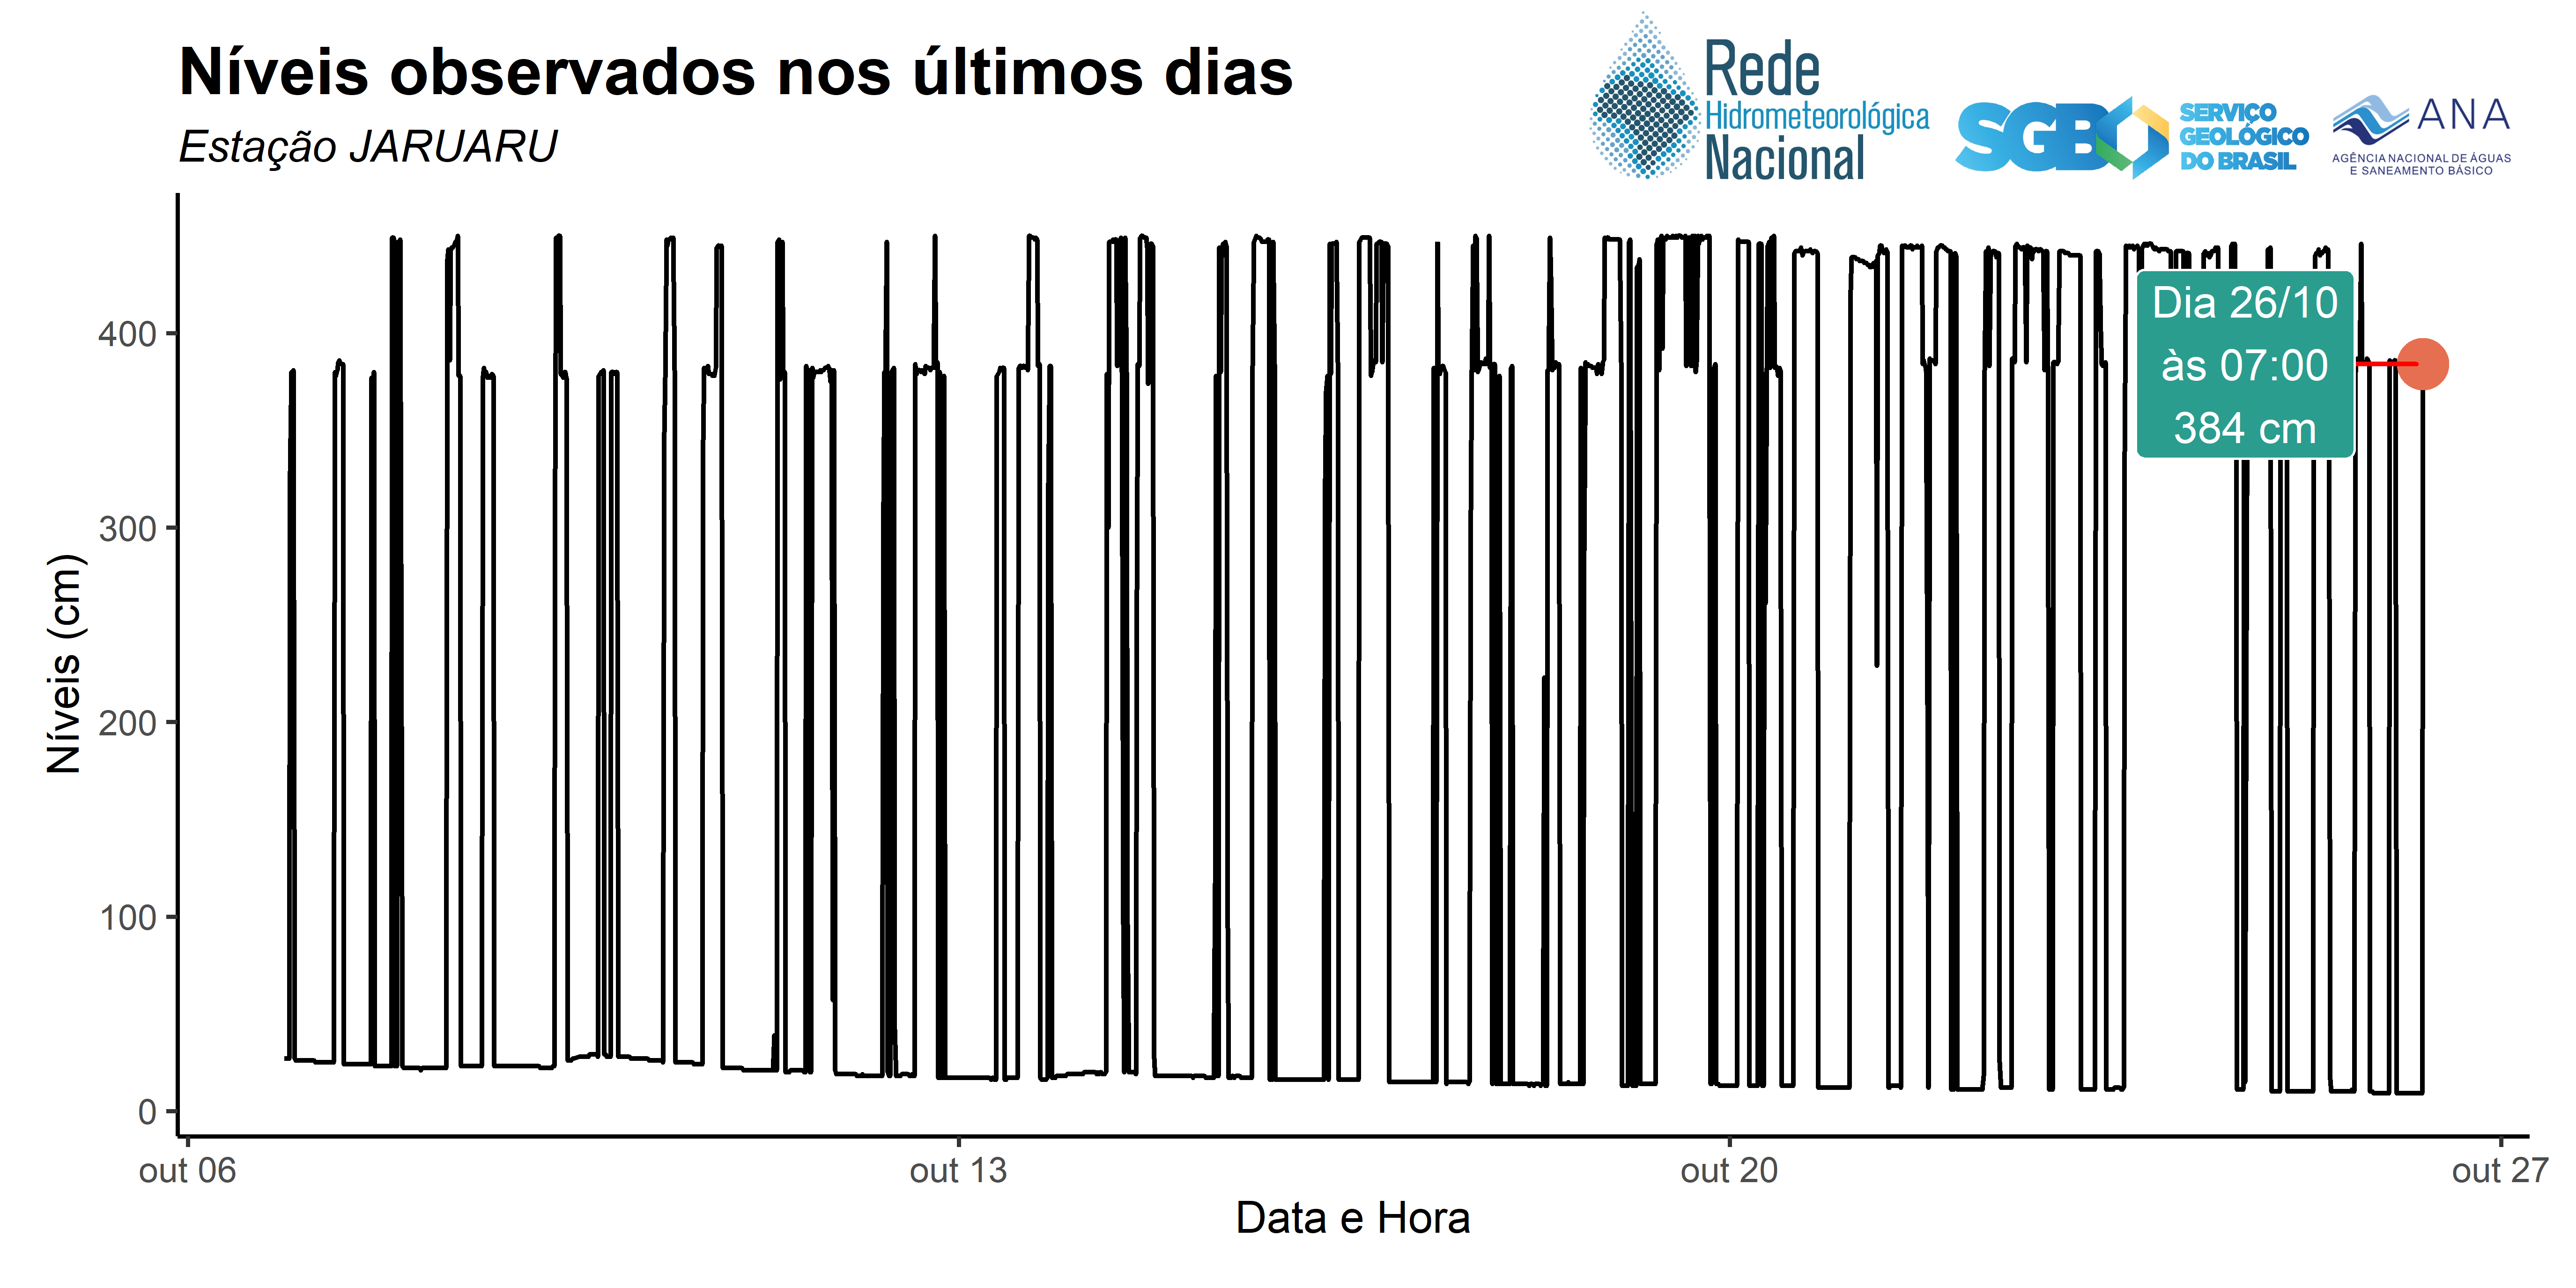 Níveis observados nos últimos dias
Estação JARUARU
Rede
Hidrometeorológica
Nacional
SGB
SERVIÇO
GEOLÓGICO
DO BRASIL
ANA
AGÊNCIA NACIONAL DE ÁGUAS
E SANEAMENTO BÁSICO
Níveis (cm)
400
300
200
100
0
Dia 26/10
às 07:00
384 cm
out 06
out 13
out 20
out 27
Data e Hora